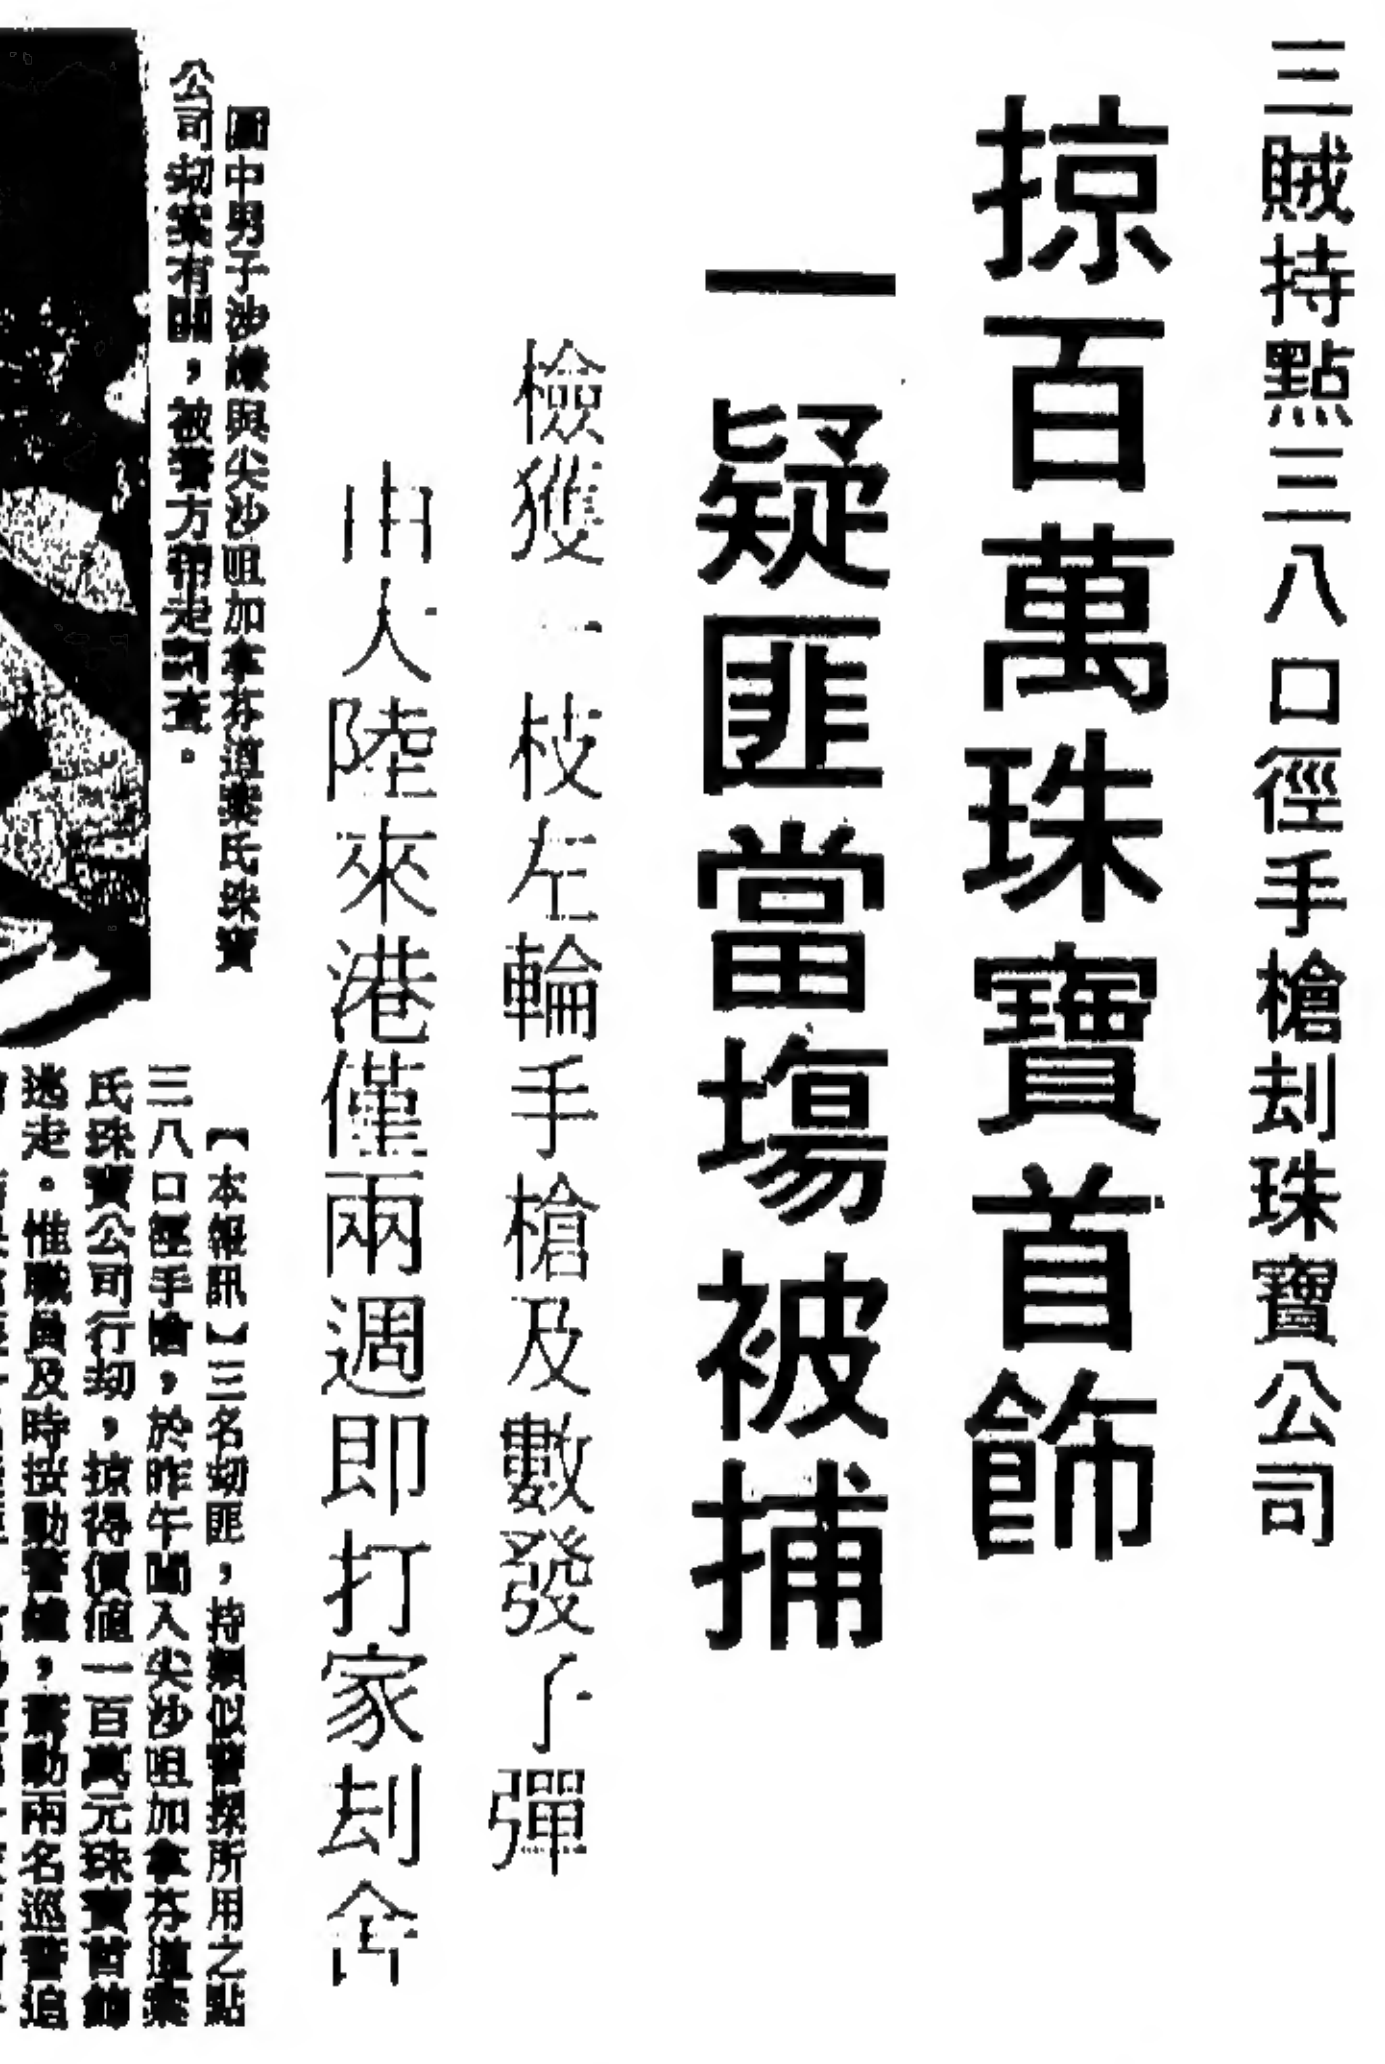 三賊持點三八口徑手槍刦珠寶公司
掠百萬珠寶首飾
一疑匪當塲被捕
檢獲一枝左輪手槍及數發子彈
由大陸來港僅兩週即打家刦舍
圖中男子涉嫌與尖沙咀加拿芬道葉氏珠寶
公司劫案有關，被警方帶走調查。
【本報訊】三名劫匪，持類似警探所用之點
三八口徑手槍，於昨午闖入尖沙咀加拿芬道葉
氏珠寶公司行劫，掠得價值一百萬元珠寶首飾
逃走。惟職員及時按動警鐘，驚動兩名巡警追